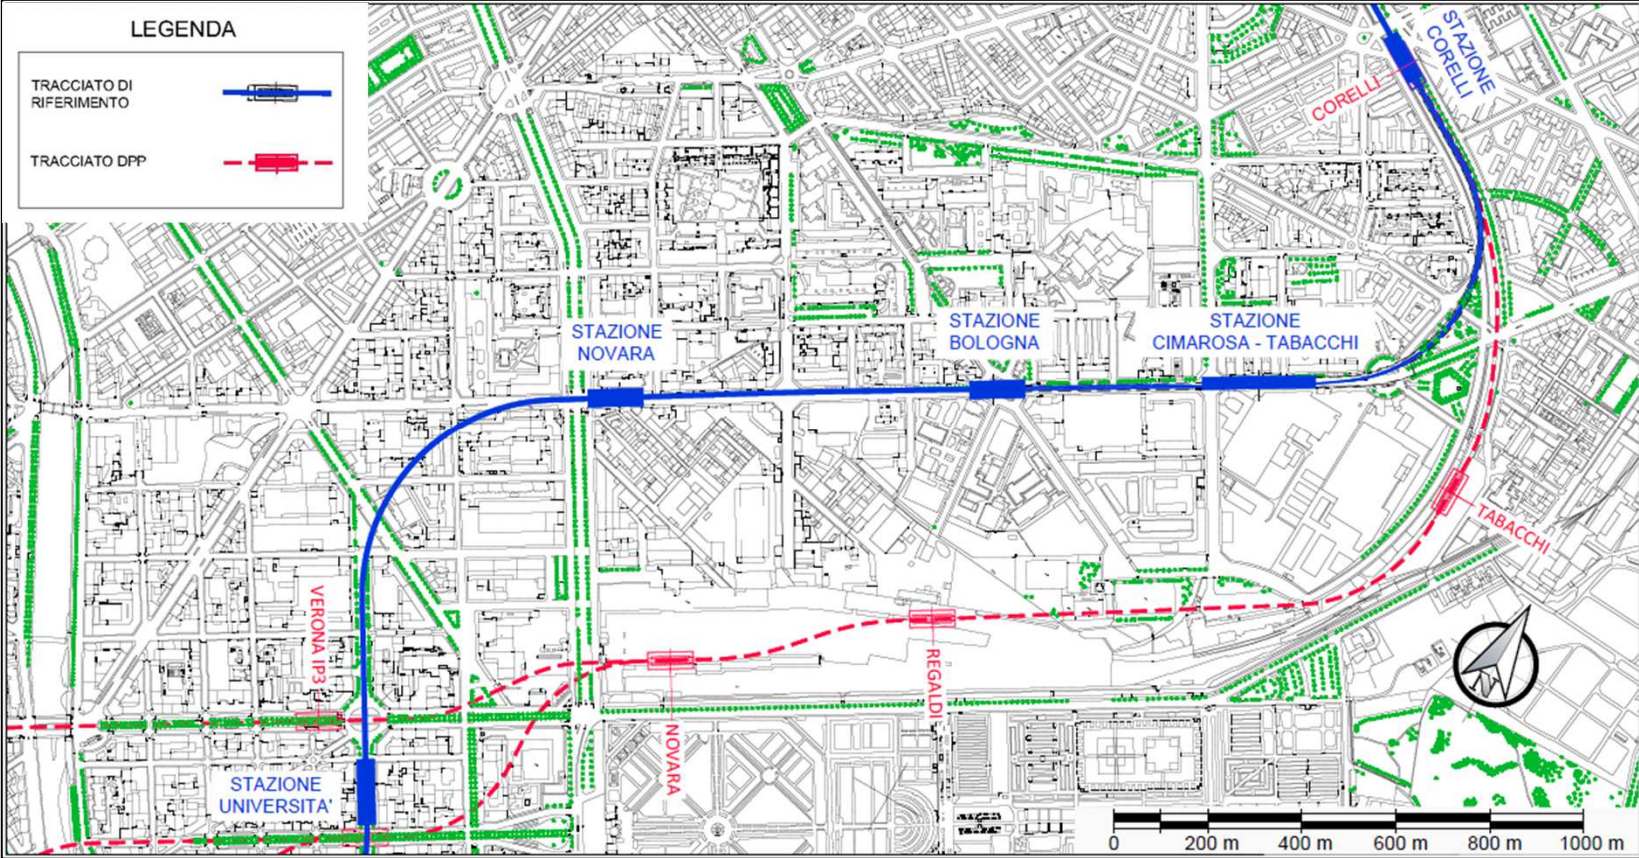 LEGENDA
TRACCIATO DI
RIFERIMENTO
TRACCIATO DPP
STAZIONE
CORELLI
CORELLI
STAZIONE
NOVARA
STAZIONE
BOLOGNA
STAZIONE
CIMAROSA - TABACCHI
TABACCHI
VERONA IP3
REGALDI
NOVARA
STAZIONE
UNIVERSITA'
0 200 m 400 m 600 m 800 m 1000 m